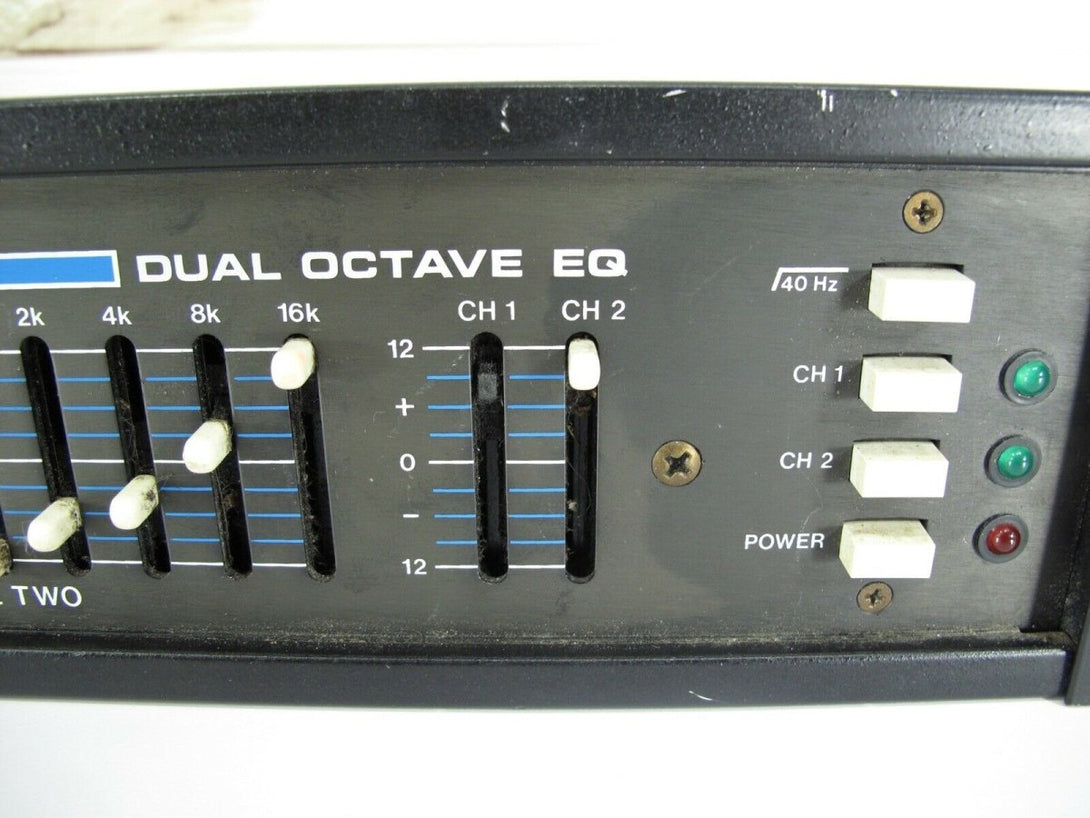 DUAL OCTAVE EQ
2k 4k 8k 16k
CH 1 CH 2
12
+
0
-
12
TWO
40 Hz
CH 1
CH 2
POWER